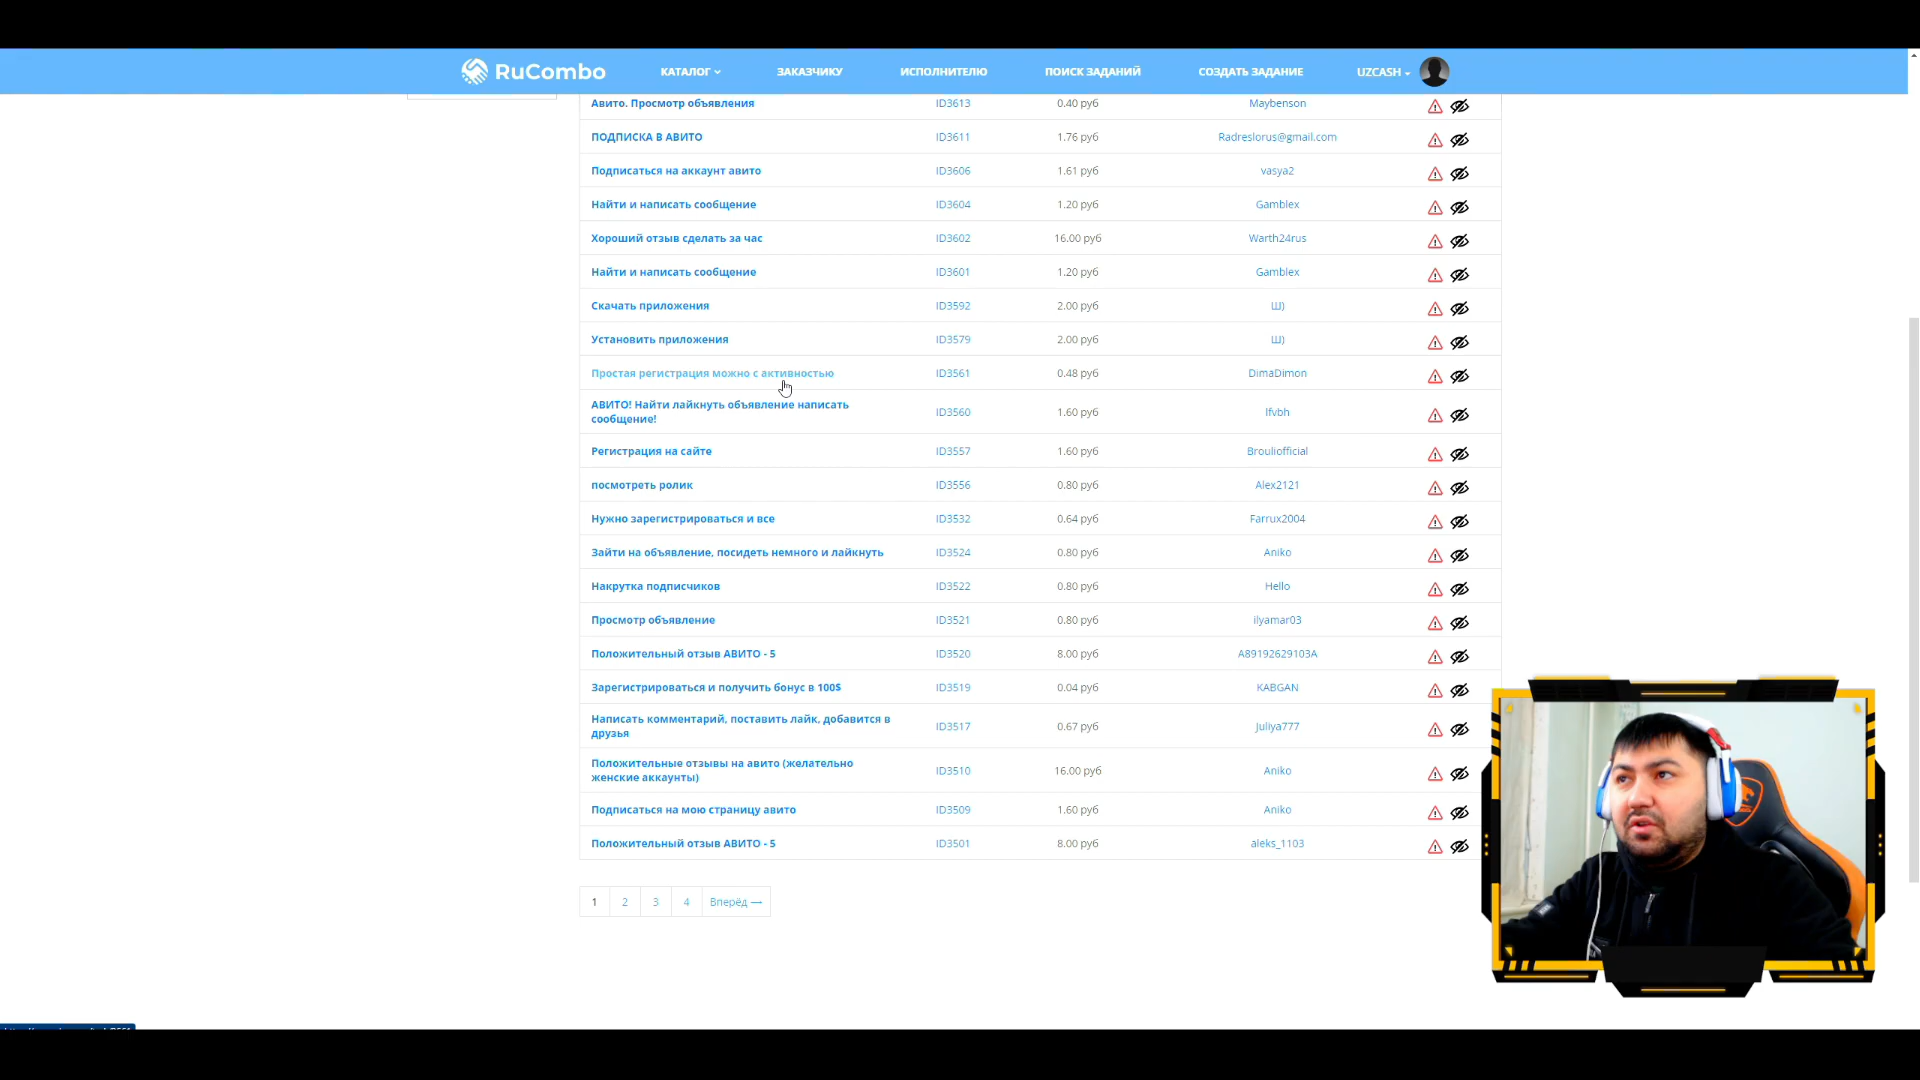 RuCombo КАТАЛОГ ЗАКАЗЧИКУ ИСПОЛНИТЕЛЮ ПОИСК ЗАДАНИЙ СОЗДАТЬ ЗАДАНИЕ UZCASH
Авито. Просмотр объявления ID3613 0.40 руб Maybenson
ПОДПИСКА В АВИТО ID3611 1.76 руб Radreslorus@gmail.com
Подписаться на аккаунт авито ID3606 1.61 руб vasya2
Найти и написать сообщение ID3604 1.20 руб Gamblex
Хороший отзыв сделать за час ID3602 16.00 руб Warth24rus
Найти и написать сообщение ID3601 1.20 руб Gamblex
Скачать приложения ID3592 2.00 руб Ш)
Установить приложения ID3579 2.00 руб Ш)
Простая регистрация можно с активностью ID3561 0.48 руб DimaDimon
АВИТО! Найти лайкнуть объявление написать
сообщение! ID3560 1.60 руб lfvbh
Регистрация на сайте ID3557 1.60 руб Brouliofficial
посмотреть ролик ID3556 0.80 руб Alex2121
Нужно зарегистрироваться и все ID3532 0.64 руб Farrux2004
Зайти на объявление, посидеть немного и лайкнуть ID3524 0.80 руб Aniko
Накрутка подписчиков ID3522 0.80 руб Hello
Просмотр объявление ID3521 0.80 руб ilyamar03
Положительный отзыв АВИТО - 5 ID3520 8.00 руб A89192629103A
Зарегистрироваться и получить бонус в 100$ ID3519 0.04 руб KABGAN
Написать комментарий, поставить лайк, добавится в
друзья ID3517 0.67 руб Juliya777
Положительные отзывы на авито (желательно
женские аккаунты) ID3510 16.00 руб Aniko
Подписаться на мою страницу авито ID3509 1.60 руб Aniko
Положительный отзыв АВИТО - 5 ID3501 8.00 руб aleks_1103
1 2 3 4 Вперёд →